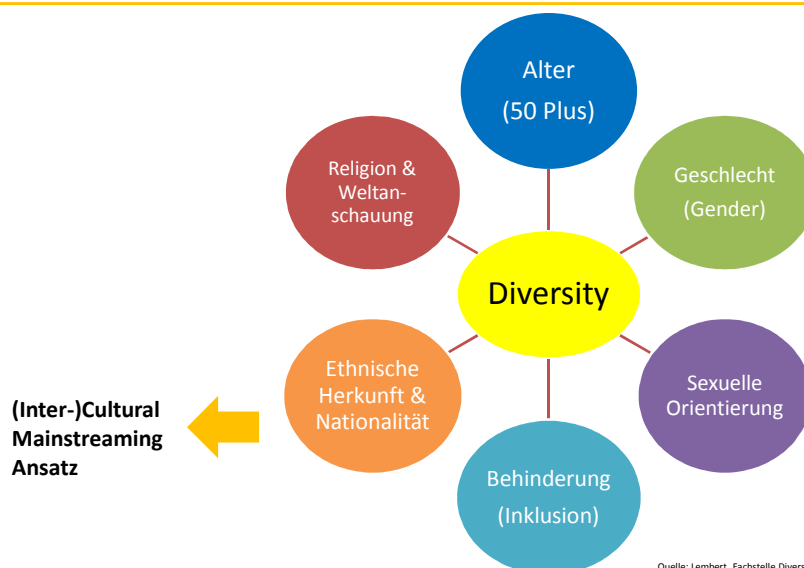 Alter
(50 Plus)
Religion &
Weltan-
schauung
Geschlecht
(Gender)
Diversity
Ethnische
Herkunft &
Nationalität
Sexuelle
Orientierung
(Inter-)Cultural
Mainstreaming
Ansatz
Behinderung
(Inklusion)
Quelle: Lembert, Fachstelle